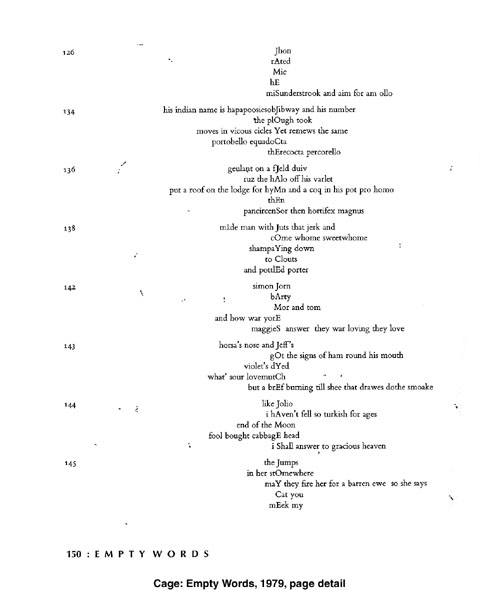 126 Jhon
rAted
Mic
hE
miSunderstrook and aim for am ollo
134 his indian name is hapapoosiesobJibway and his number
the plOugh took
moves in vicous cicles Yet remews the same
portobello equadoCta
thErecocta percorello
136 geulant on a fJeld duiv
ruz the hAlo off his varlet
put a roof on the lodge for hyMn and a coq in his pot pro homo
thEn
pancircenSor then hortifex magnus
138 mIde man with Juts that jerk and
cOme whome sweetwhome
shampaYing down
to Clouts
and pottlEd porter
142 simon Jorn
bArty
Mor and tom
and how war yorE
maggieS answer they war loving they love
143 horsa's nose and Jeff's
gOt the signs of ham round his mouth
violet's dYed
what' sour lovemutCh
but a brEf burning till shee that drawes dothe smoake
144 like Jolio
i hAven't fell so turkish for ages
end of the Moon
fool bought cabbagE head
i Shall answer to gracious heaven
145 the Jumps
in her stOmewhere
maY they fire her for a barren ewe so she says
Cat you
mEek my
150 : EMPTY WORDS
Cage: Empty Words, 1979, page detail